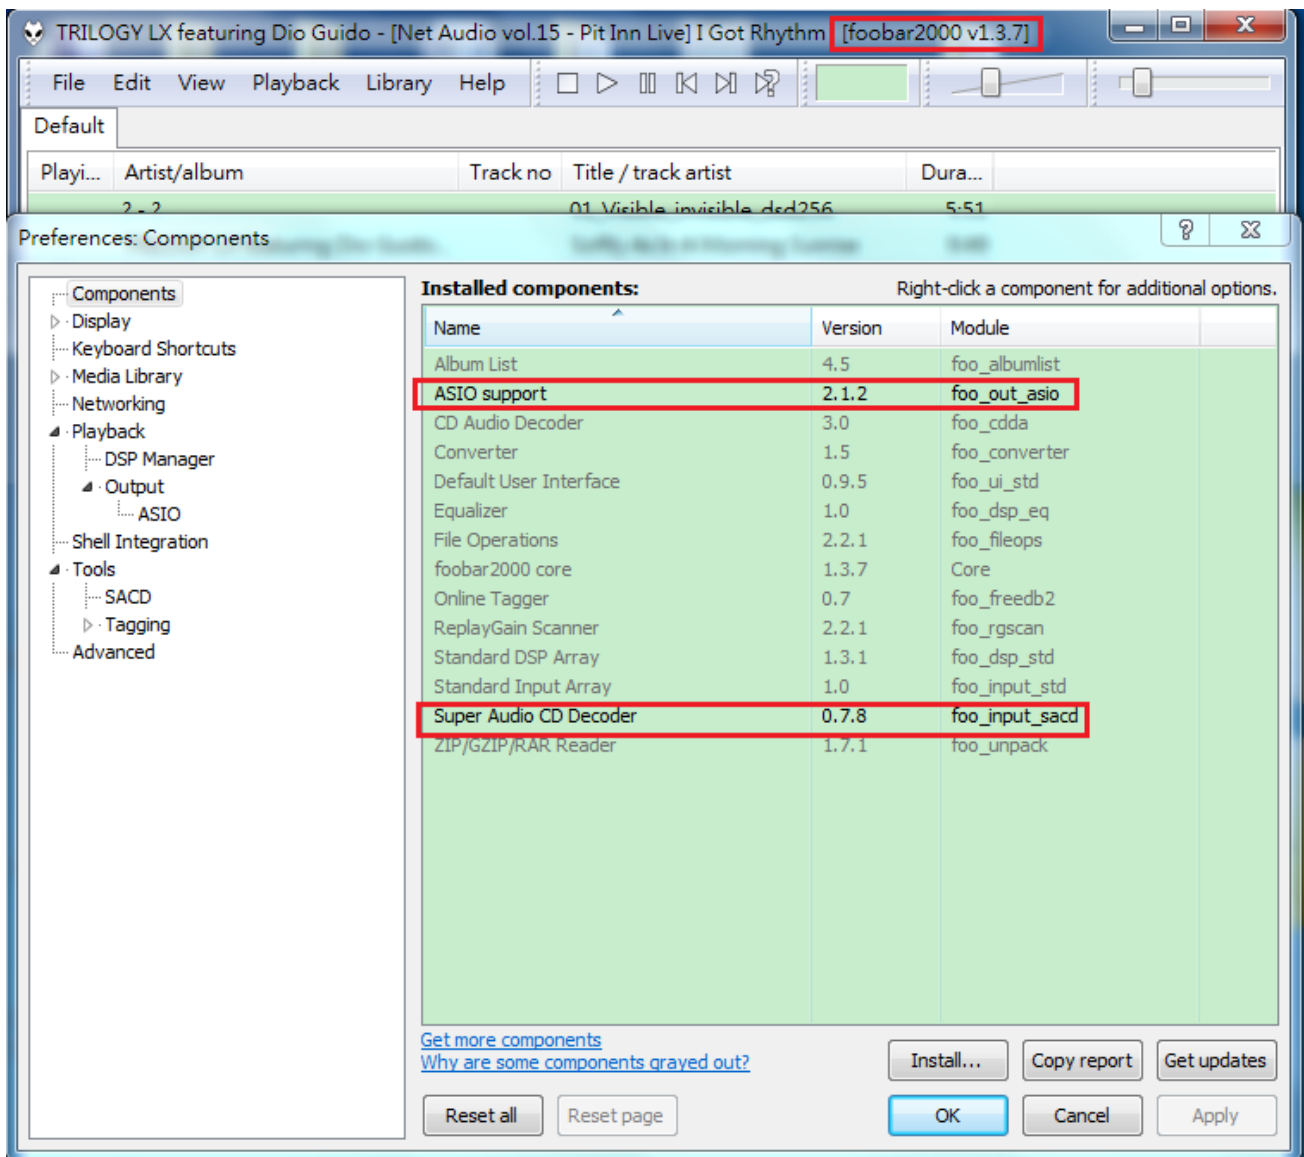 TRILOGY LX featuring Dio Guido - [Net Audio vol.15 - Pit Inn Live] I Got Rhythm [foobar2000 v1.3.7]
File Edit View Playback Library Help
Default
Playi... Artist/album Track no Title / track artist Dura...
? - ? 01_Visible_invisible_dsd256 5:51
Preferences: Components
Components
Display
Keyboard Shortcuts
Media Library
Networking
Playback
DSP Manager
Output
ASIO
Shell Integration
Tools
SACD
Tagging
Advanced
Installed components: Right-click a component for additional options.
Name Version Module
Album List 4.5 foo_albumlist
ASIO support 2.1.2 foo_out_asio
CD Audio Decoder 3.0 foo_cdda
Converter 1.5 foo_converter
Default User Interface 0.9.5 foo_ui_std
Equalizer 1.0 foo_dsp_eq
File Operations 2.2.1 foo_fileops
foobar2000 core 1.3.7 Core
Online Tagger 0.7 foo_freedb2
ReplayGain Scanner 2.2.1 foo_rgscan
Standard DSP Array 1.3.1 foo_dsp_std
Standard Input Array 1.0 foo_input_std
Super Audio CD Decoder 0.7.8 foo_input_sacd
ZIP/GZIP/RAR Reader 1.7.1 foo_unpack
Get more components
Why are some components grayed out?
Install... Copy report Get updates
Reset all Reset page OK Cancel Apply